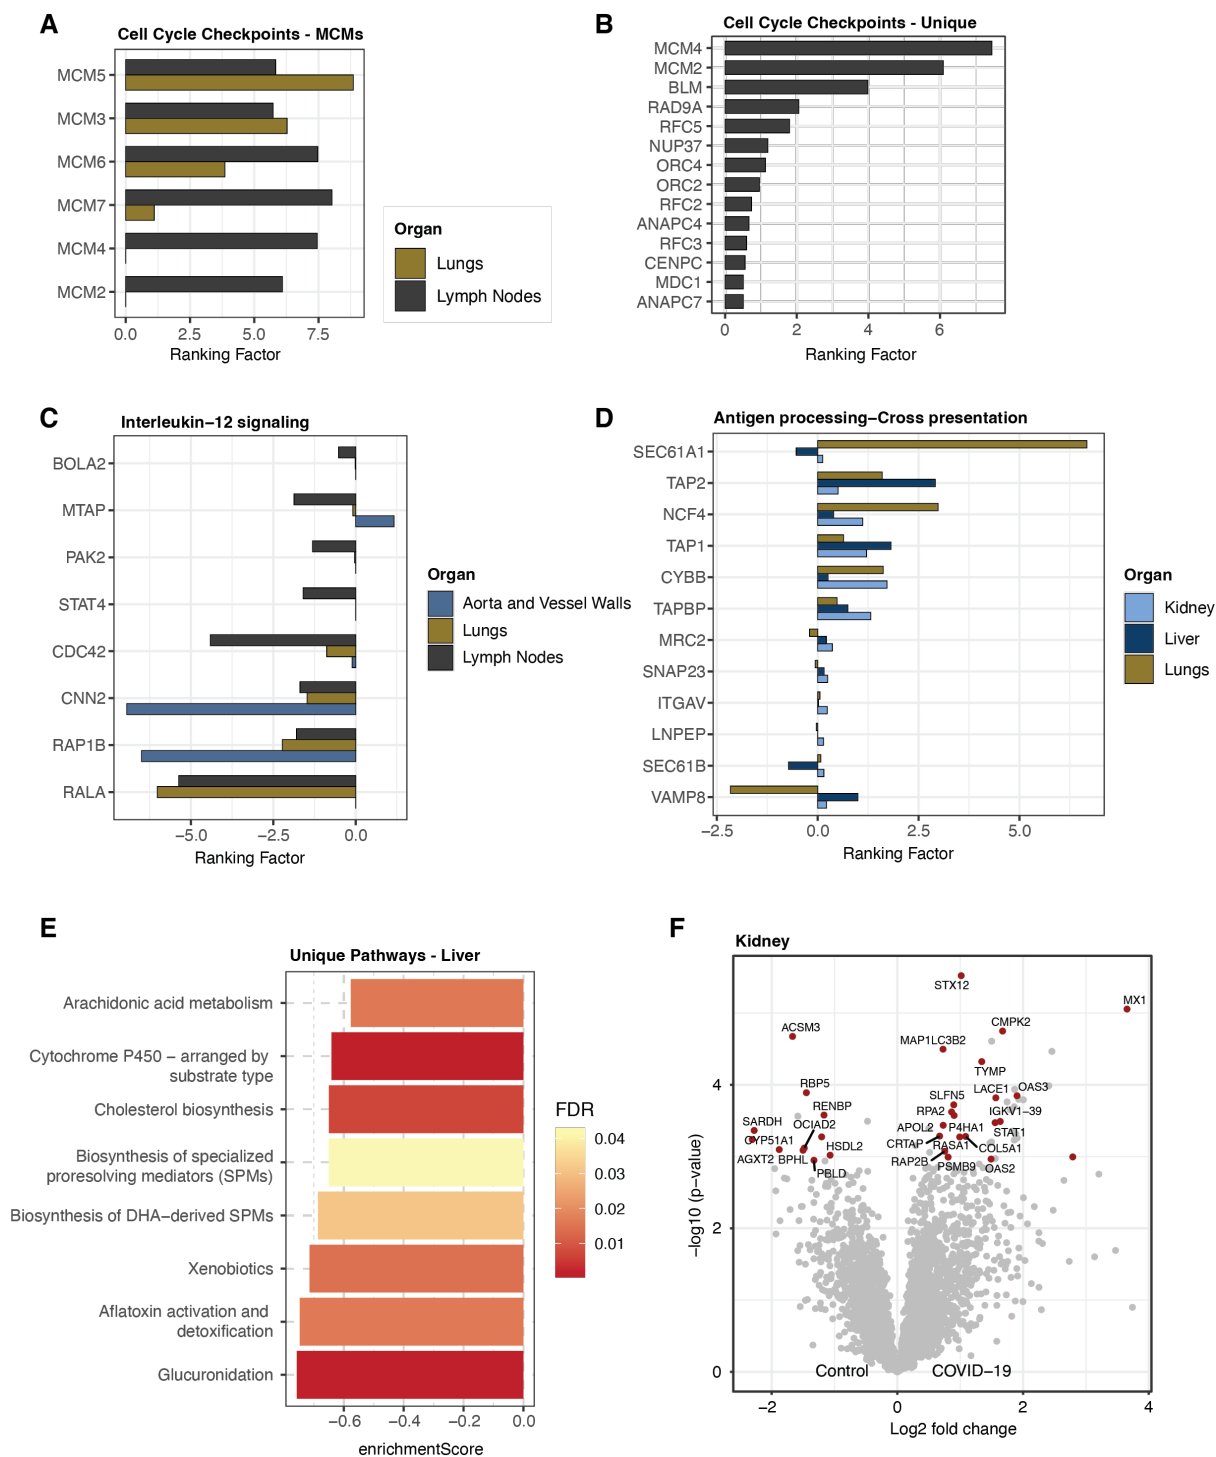 A
Cell Cycle Checkpoints - MCMs
MCM5
MCM3
MCM6
MCM7
MCM4
MCM2
0.0 2.5 5.0 7.5
Ranking Factor
Organ
Lungs
Lymph Nodes
B
Cell Cycle Checkpoints - Unique
MCM4
MCM2
BLM
RAD9A
RFC5
NUP37
ORC4
ORC2
RFC2
ANAPC4
RFC3
CENPC
MDC1
ANAPC7
0 2 4 6
Ranking Factor
C
Interleukin−12 signaling
BOLA2
MTAP
PAK2
STAT4
CDC42
CNN2
RAP1B
RALA
−5.0 −2.5 0.0
Ranking Factor
Organ
Aorta and Vessel Walls
Lungs
Lymph Nodes
D
Antigen processing−Cross presentation
SEC61A1
TAP2
NCF4
TAP1
CYBB
TAPBP
MRC2
SNAP23
ITGAV
LNPEP
SEC61B
VAMP8
−2.5 0.0 2.5 5.0
Ranking Factor
Organ
Kidney
Liver
Lungs
E
Unique Pathways - Liver
Arachidonic acid metabolism
Cytochrome P450 − arranged by
substrate type
Cholesterol biosynthesis
Biosynthesis of specialized
proresolving mediators (SPMs)
Biosynthesis of DHA−derived SPMs
Xenobiotics
Aflatoxin activation and
detoxification
Glucuronidation
−0.6 −0.4 −0.2 0.0
enrichmentScore
FDR
0.04
0.03
0.02
0.01
F
Kidney
STX12
MX1
ACSM3
CMPK2
MAP1LC3B2
TYMP
RBP5
LACE1 OAS3
SLFN5
RENBP
RPA2
IGKV1−39
SARDH
OCIAD2
APOL2 P4HA1
STAT1
CYP51A1
HSDL2
CRTAP RASA1 COL5A1
AGXT2 BPHL
RAP2B PSMB9 OAS2
PBLD
4
2
0
−log10 (p−value)
Control
COVID−19
−2 0 2 4
Log2 fold change